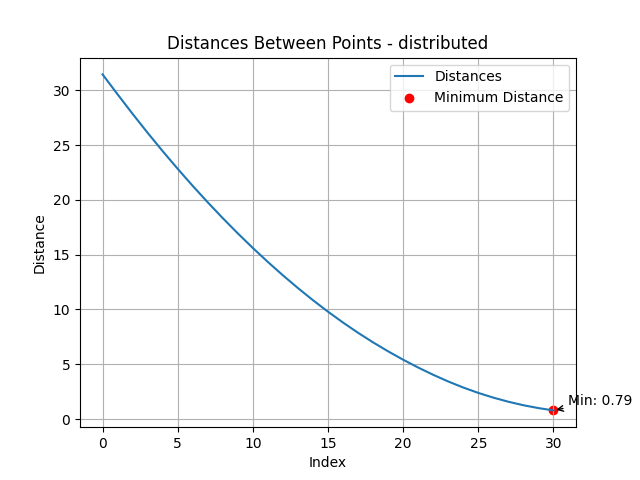 Distances Between Points - distributed
Distances
Minimum Distance
30
25
20
15
10
5
0
Distance
Min: 0.79
0 5 10 15 20 25 30
Index